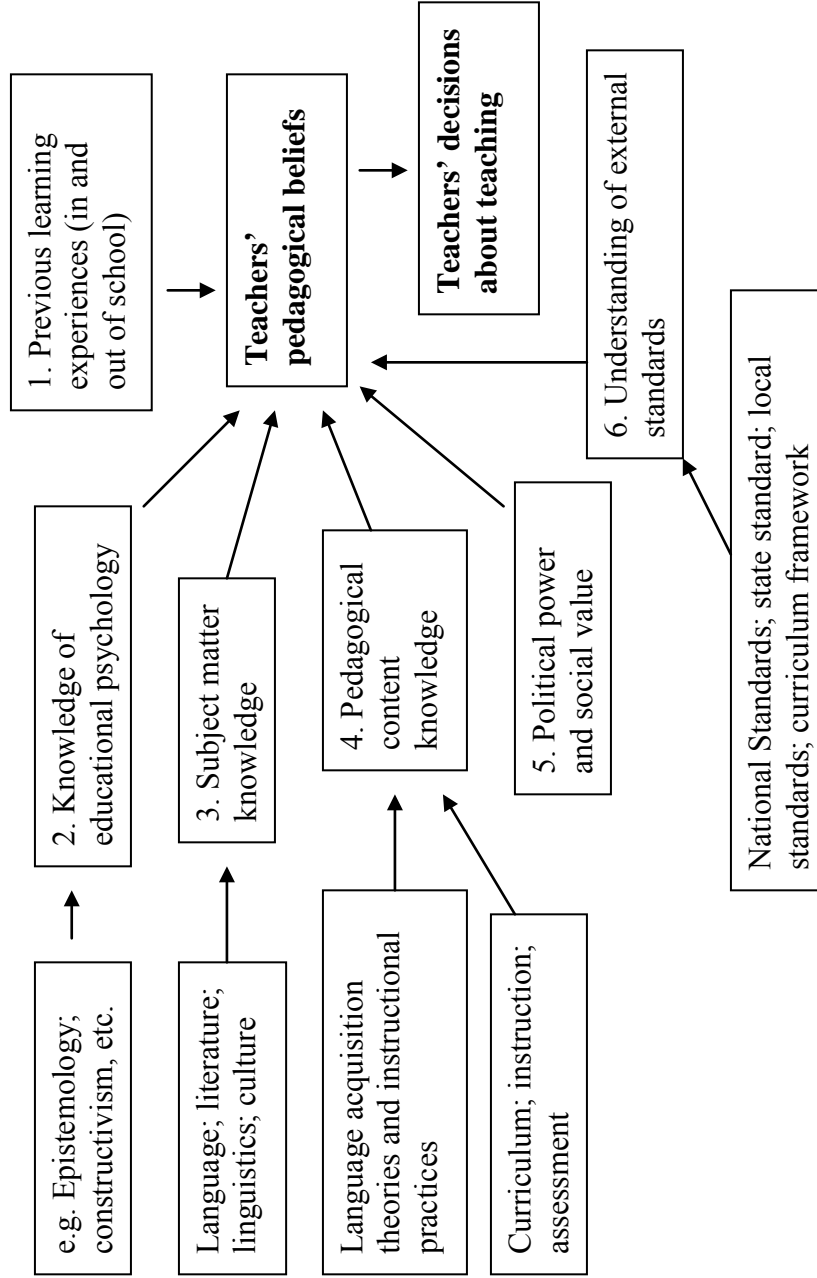 1. Previous learning
experiences (in and
out of school)
2. Knowledge of
educational psychology
e.g. Epistemology;
constructivism, etc.
3. Subject matter
knowledge
Language; literature;
linguistics; culture
Teachers’
pedagogical beliefs
4. Pedagogical
content
knowledge
Language acquisition
theories and instructional
practices
Curriculum; instruction;
assessment
Teachers’ decisions
about teaching
5. Political power
and social value
6. Understanding of external
standards
National Standards; state standard; local
standards; curriculum framework